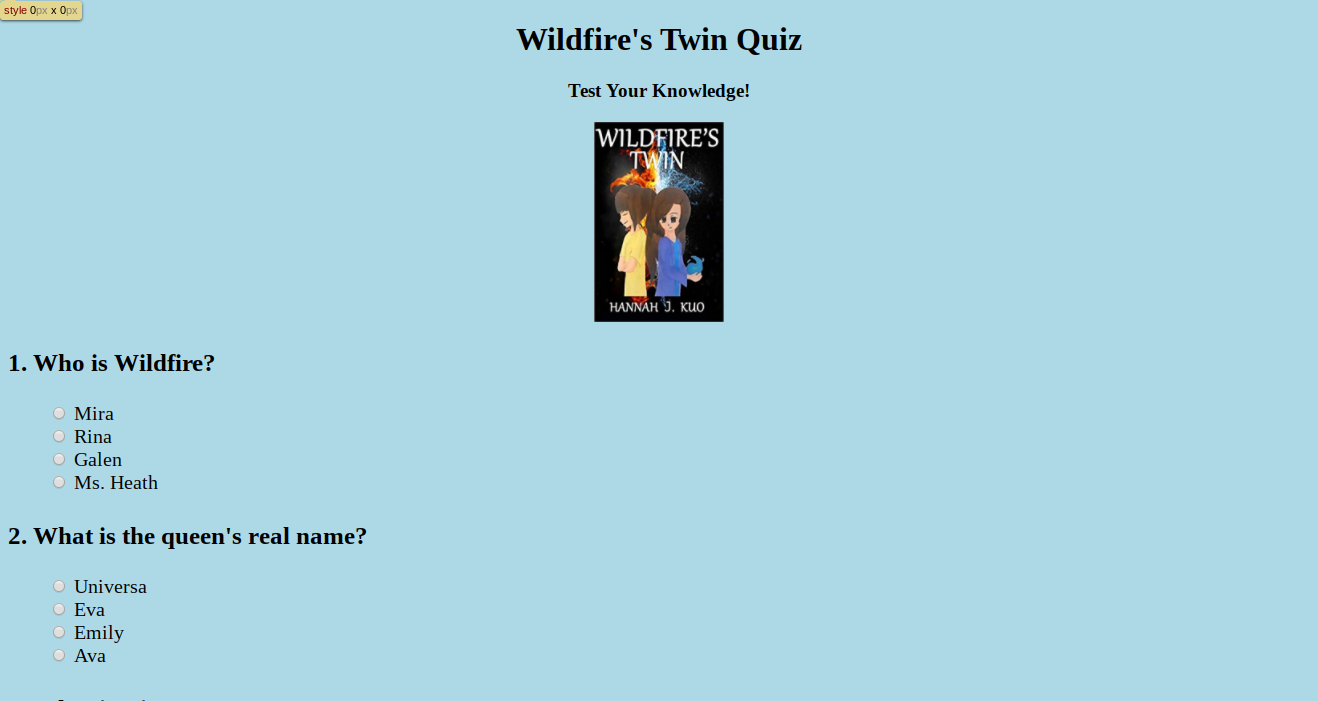 style 0px x 0px
Wildfire's Twin Quiz
Test Your Knowledge!
WILDFIRE'S
TWIN
HANNAH J. KUO
1. Who is Wildfire?
Mira
Rina
Galen
Ms. Heath
2. What is the queen's real name?
Universa
Eva
Emily
Ava